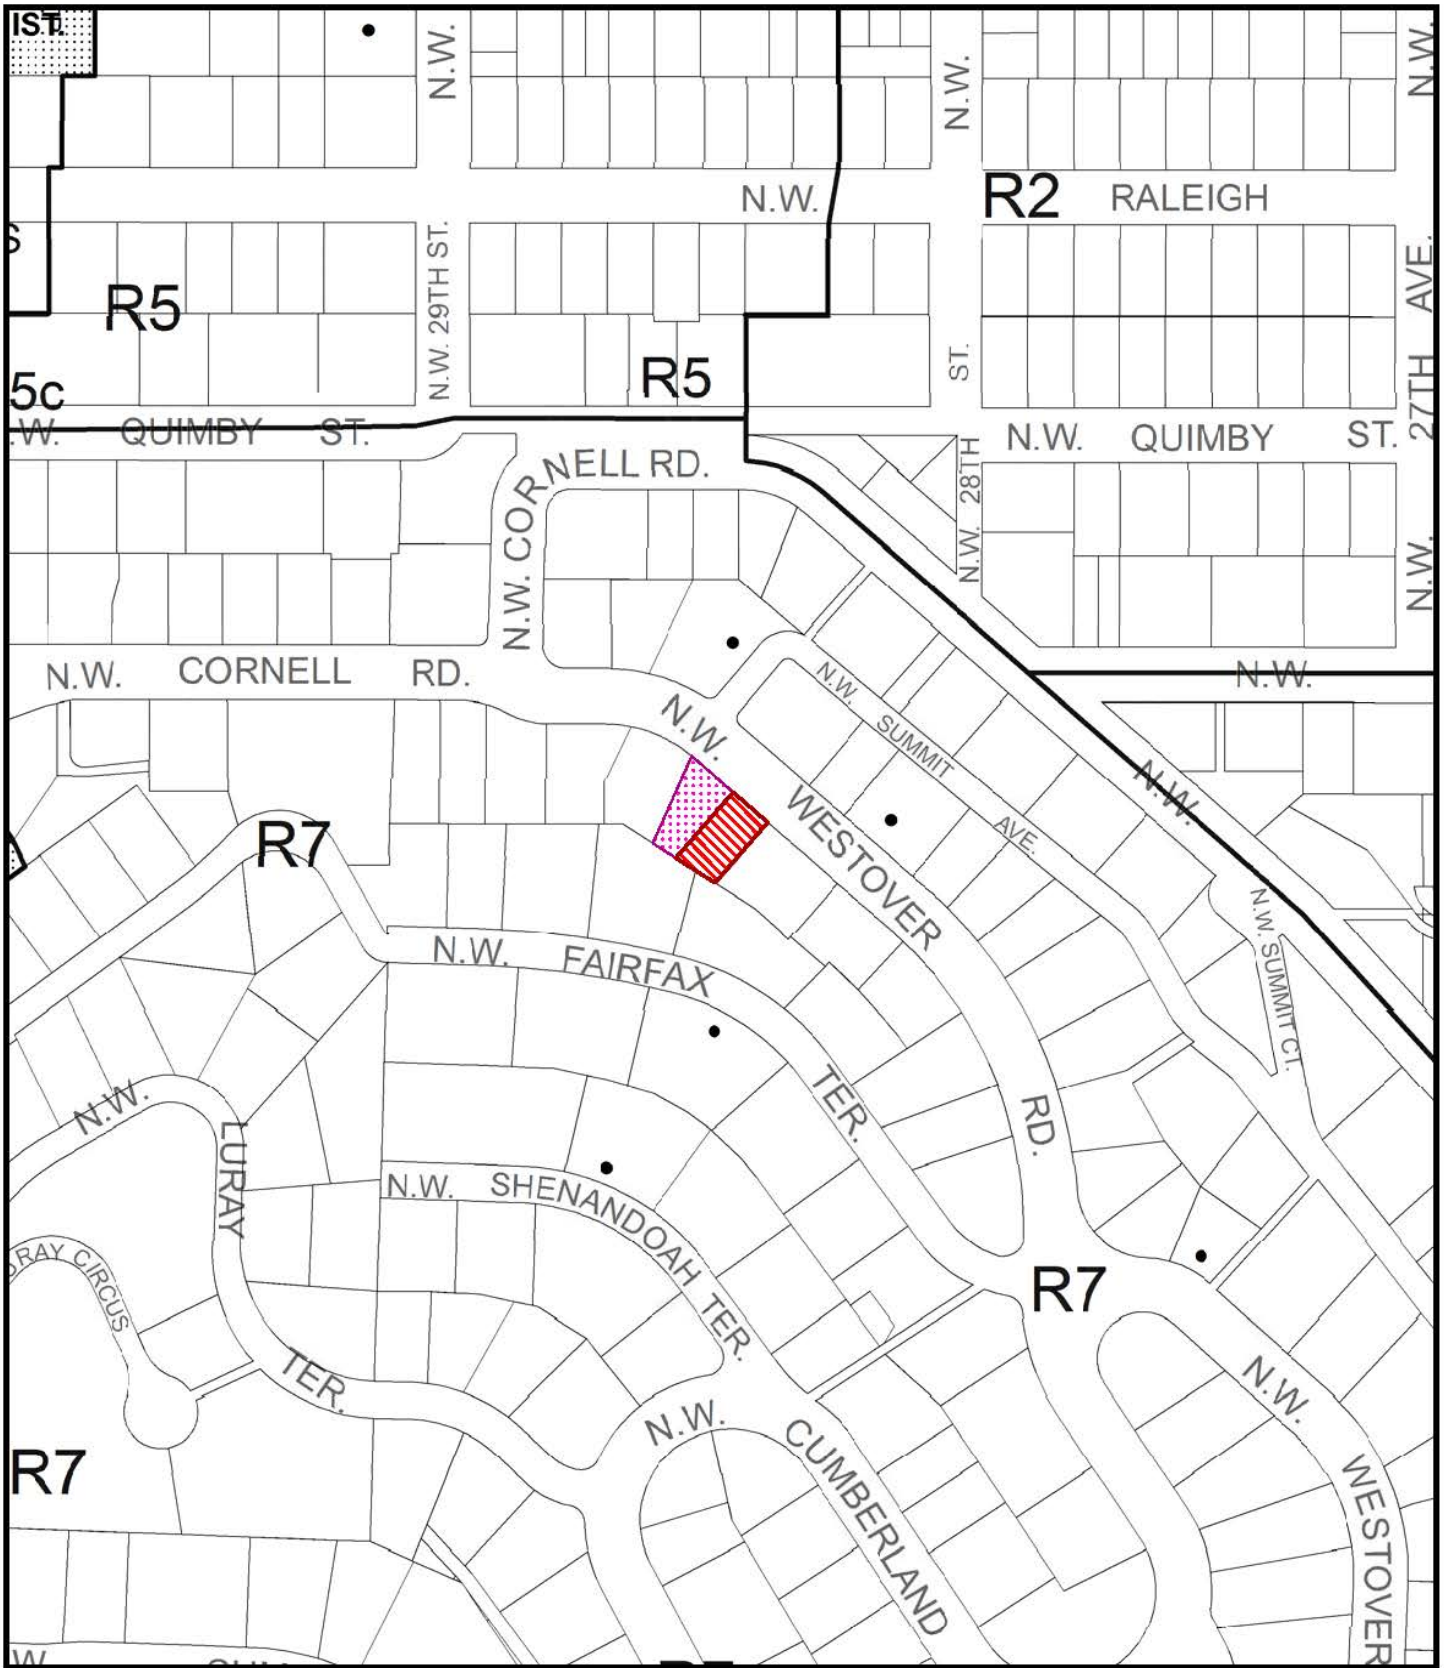 IST.
N.W.
N.W.
N.W.
N.W.
R2
RALEIGH
S
R5
N.W. 29TH ST.
AVE.
5c
R5
ST.
27TH
.W.
QUIMBY
ST.
N.W.
QUIMBY
ST.
N.W. CORNELL RD.
N.W. 28TH
N.W.
N.W.
CORNELL
RD.
N.W.
N.W.
SUMMIT
AVE.
N.W.
WESTOVER
RD.
N.W.
R7
N.W.
FAIRFAX
TER.
N.W. SUMMIT CT.
N.W.
LURAY
TER.
N.W.
SHENANDOAH
TER.
RAY CIRCUS
R7
N.W.
CUMBERLAND
N.W.
WESTOVER
R7
W.